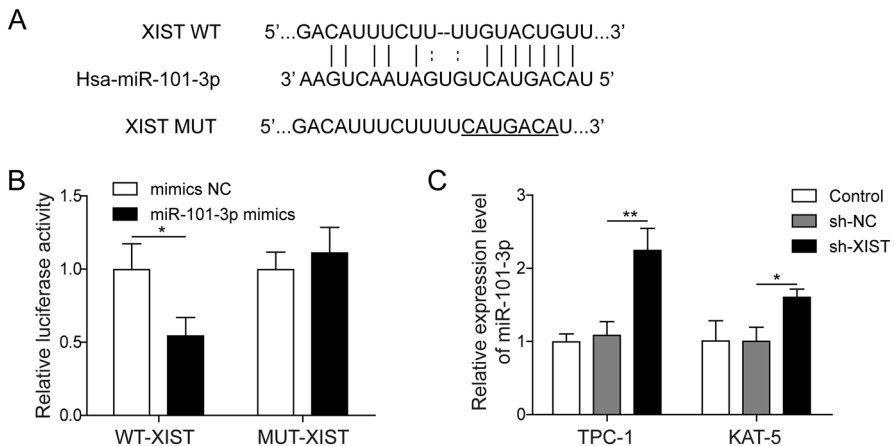 A
XIST WT 5’...GACAUUUCUU--UUGUACUGUU...3’
Hsa-miR-101-3p 3’ AAGUCAAUAGUGUCAUGACAU 5’
XIST MUT 5’...GACAUUUCUUUUCAUGACAU...3’
B
Relative luciferase activity
1.5
1.0
0.5
0.0
mimics NC
miR-101-3p mimics
*
WT-XIST
MUT-XIST
C
Relative expression level
of miR-101-3p
3
2
1
0
Control
sh-NC
sh-XIST
**
*
TPC-1
KAT-5